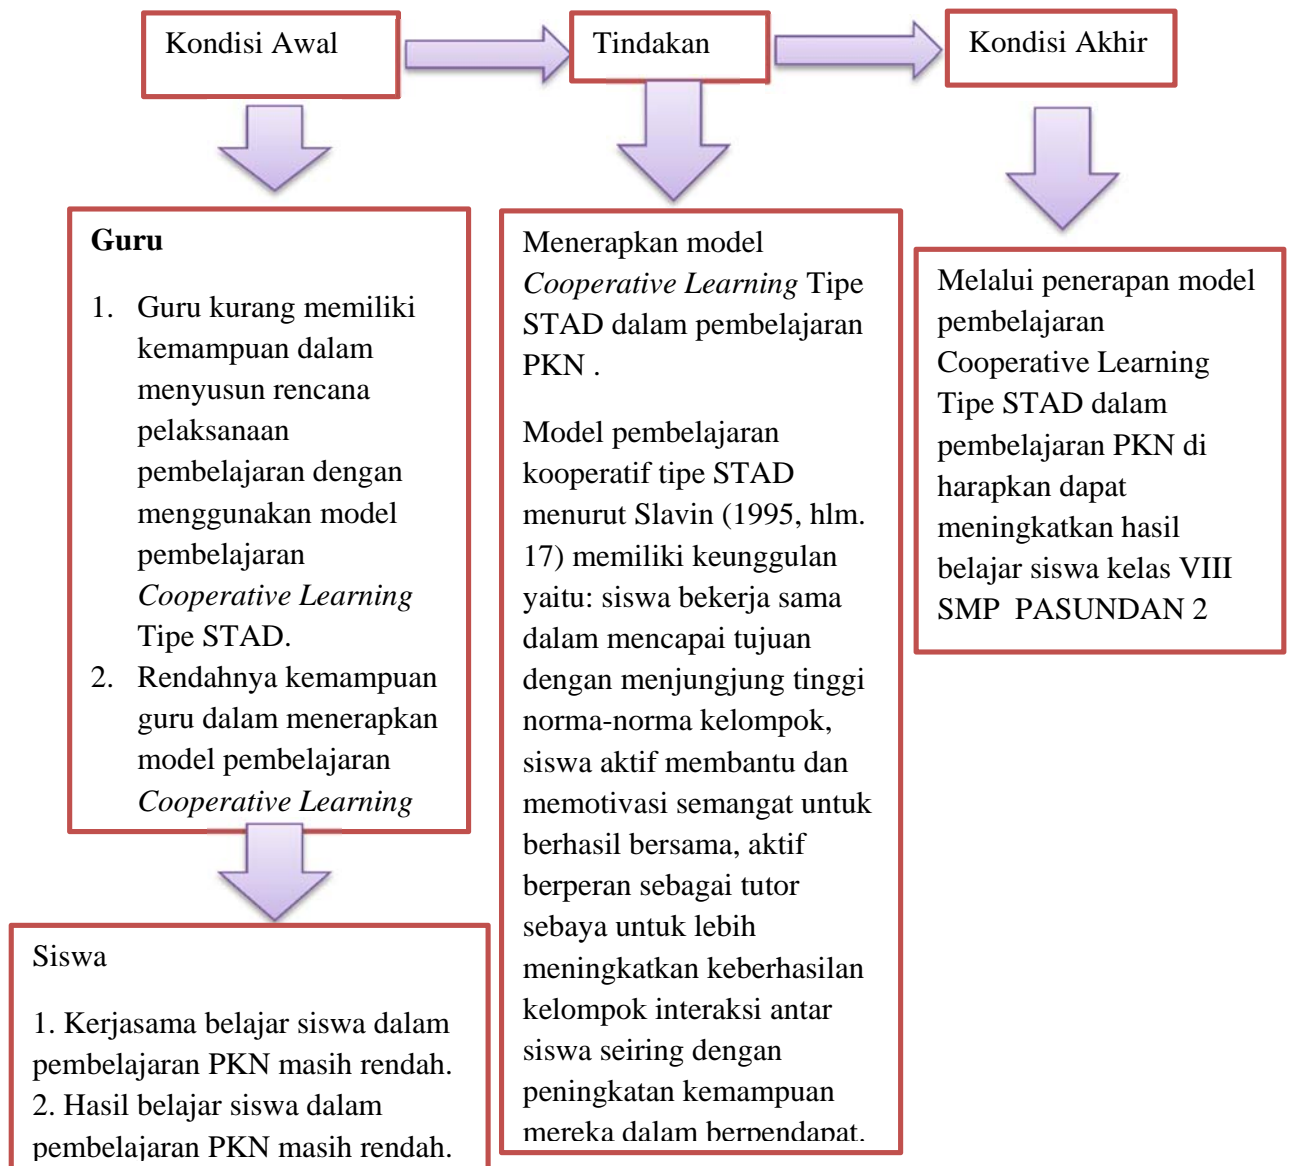 Kondisi Awal
Tindakan
Kondisi Akhir
Guru
1. Guru kurang memiliki
kemampuan dalam
menyusun rencana
pelaksanaan
pembelajaran dengan
menggunakan model
pembelajaran
Cooperative Learning
Tipe STAD.
2. Rendahnya kemampuan
guru dalam menerapkan
model pembelajaran
Cooperative Learning
Siswa
1. Kerjasama belajar siswa dalam
pembelajaran PKN masih rendah.
2. Hasil belajar siswa dalam
pembelajaran PKN masih rendah.
Menerapkan model
Cooperative Learning Tipe
STAD dalam pembelajaran
PKN .
Model pembelajaran
kooperatif tipe STAD
menurut Slavin (1995, hlm.
17) memiliki keunggulan
yaitu: siswa bekerja sama
dalam mencapai tujuan
dengan menjungjung tinggi
norma-norma kelompok,
siswa aktif membantu dan
memotivasi semangat untuk
berhasil bersama, aktif
berperan sebagai tutor
sebaya untuk lebih
meningkatkan keberhasilan
kelompok interaksi antar
siswa seiring dengan
peningkatan kemampuan
mereka dalam berpendapat.
Melalui penerapan model
pembelajaran
Cooperative Learning
Tipe STAD dalam
pembelajaran PKN di
harapkan dapat
meningkatkan hasil
belajar siswa kelas VIII
SMP PASUNDAN 2